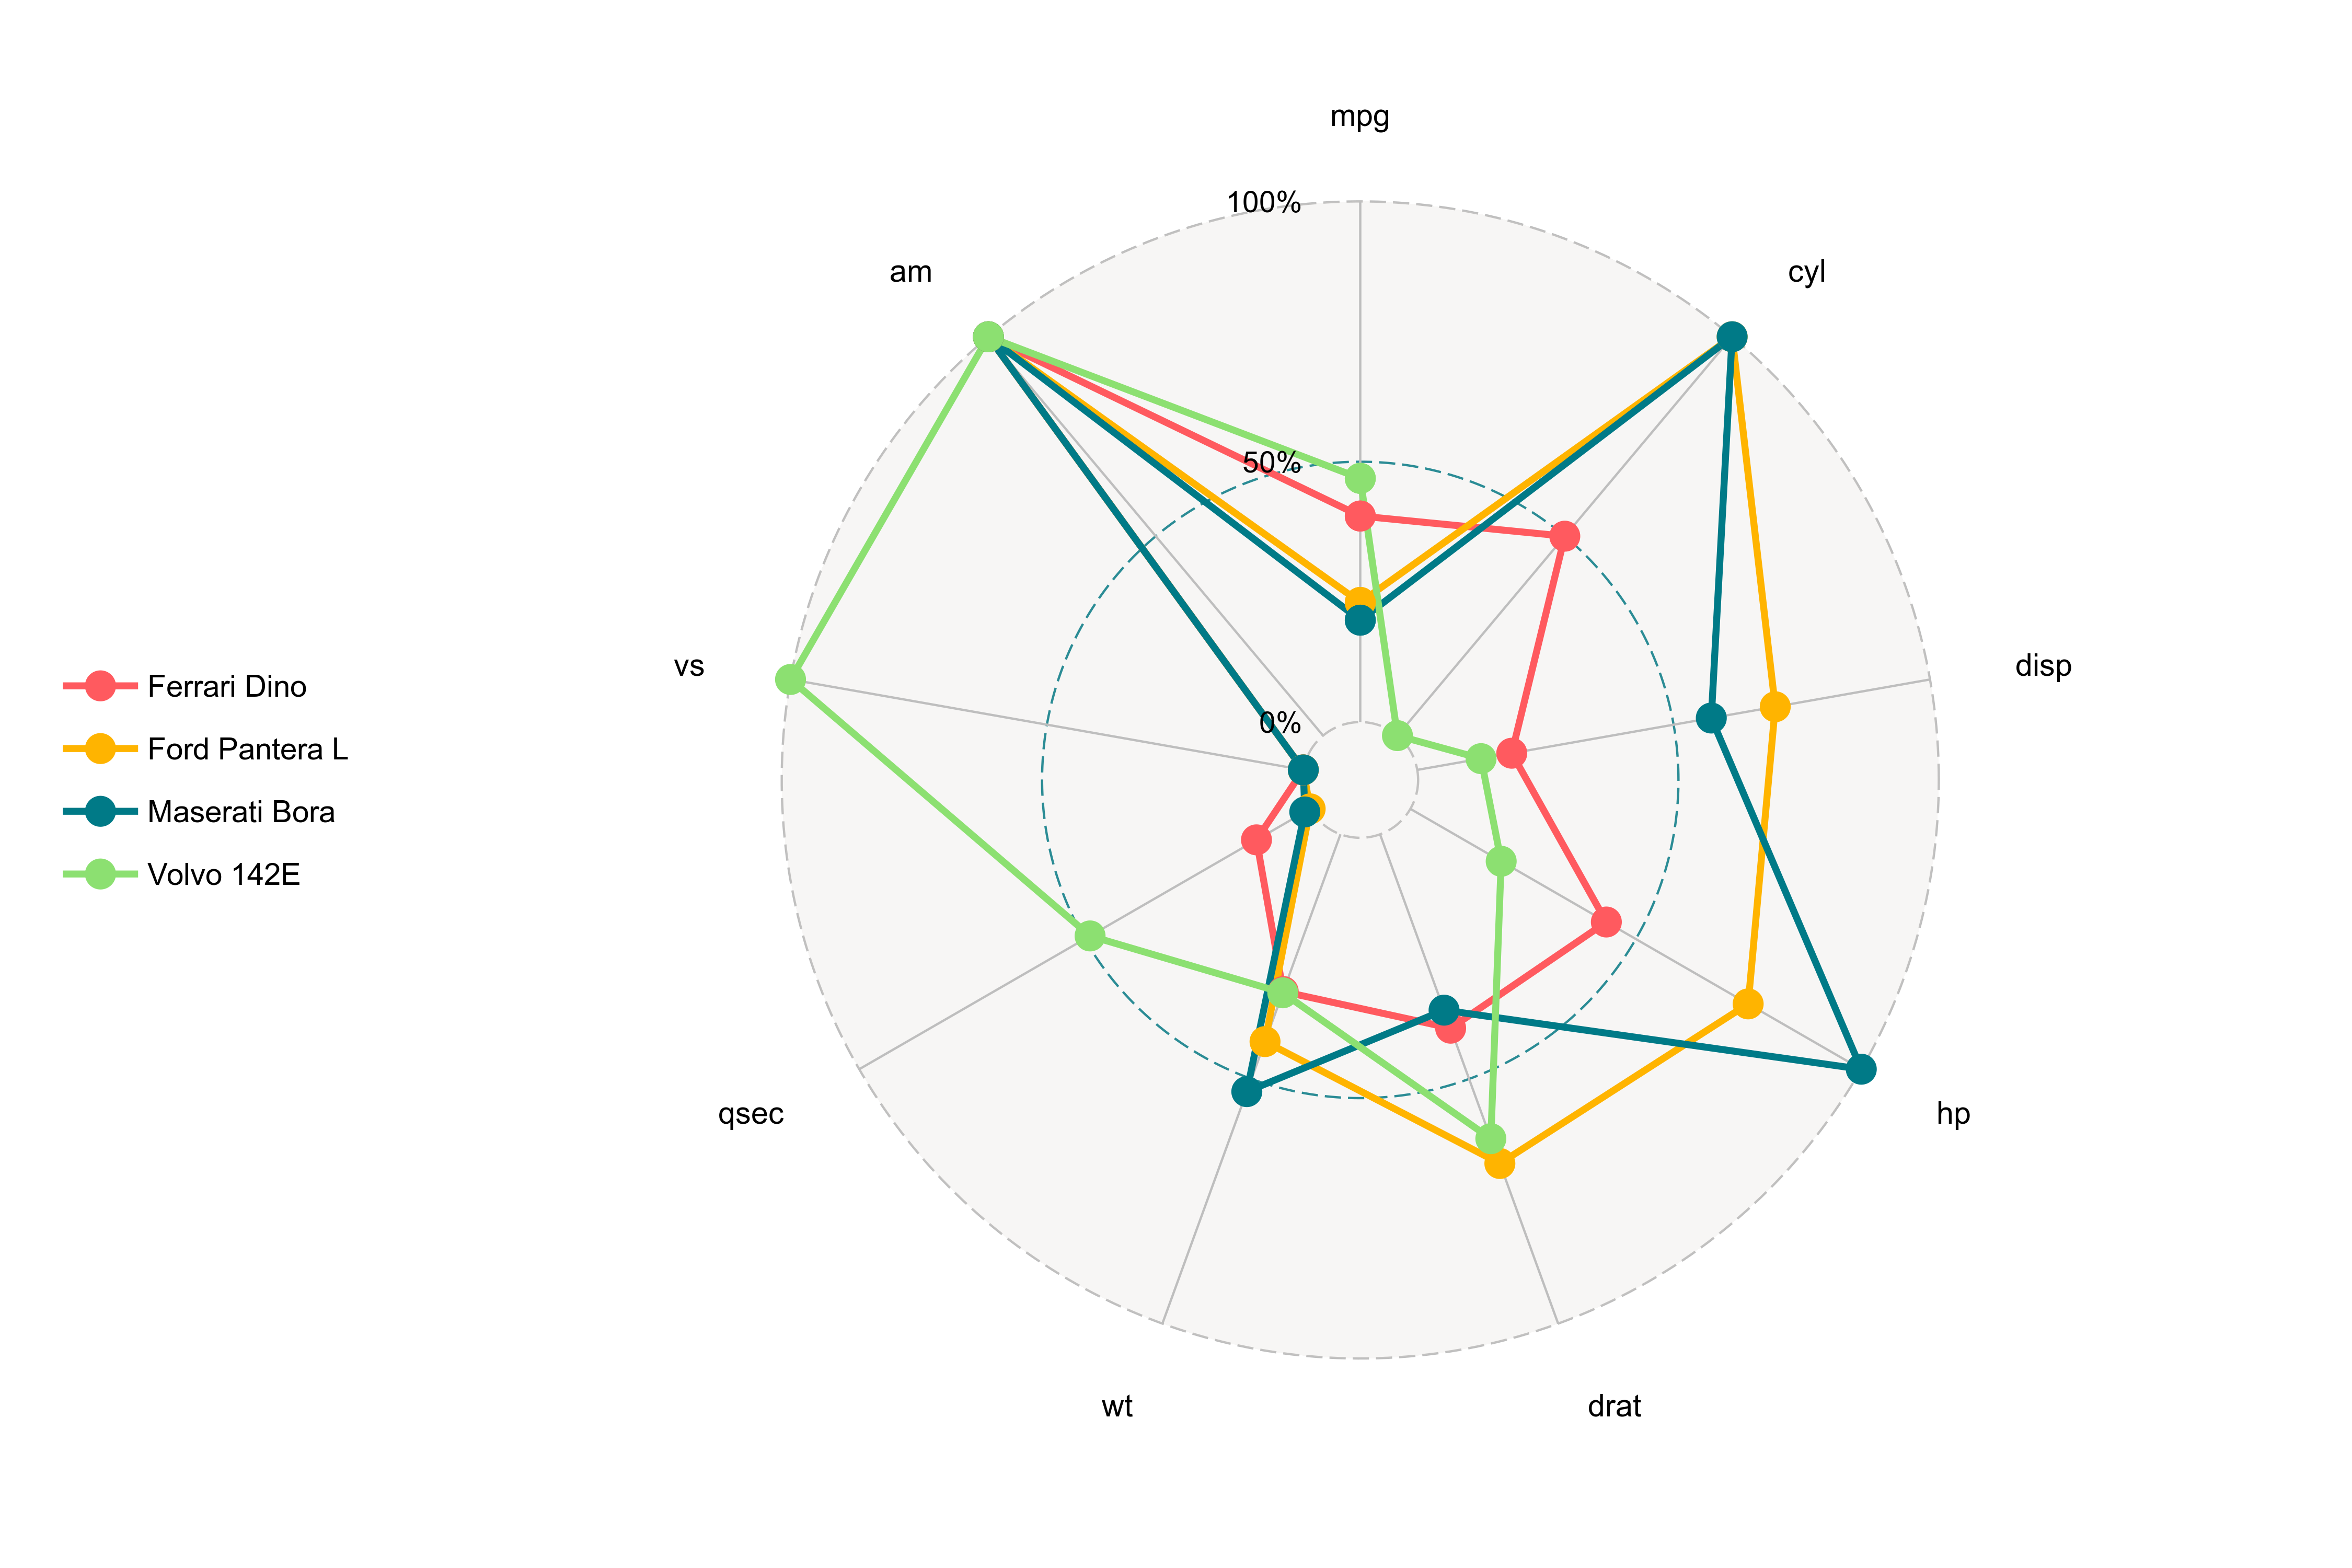 mpg
100%
am
cyl
50%
vs
disp
Ferrari Dino
0%
Ford Pantera L
Maserati Bora
Volvo 142E
qsec
hp
wt
drat